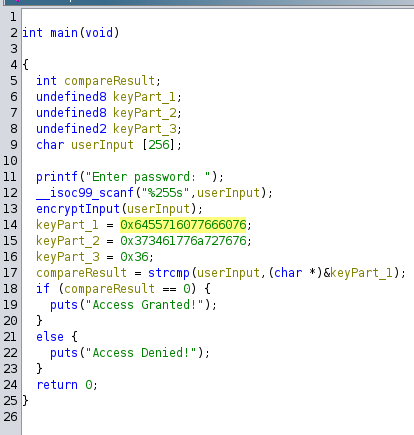 1
2 int main(void)
3
4 {
5 int compareResult;
6 undefined8 keyPart_1;
7 undefined8 keyPart_2;
8 undefined2 keyPart_3;
9 char userInput [256];
10
11 printf("Enter password: ");
12 __isoc99_scanf("%255s",userInput);
13 encryptInput(userInput);
14 keyPart_1 = 0x6455716077666076;
15 keyPart_2 = 0x373461776a727676;
16 keyPart_3 = 0x36;
17 compareResult = strcmp(userInput,(char *)&keyPart_1);
18 if (compareResult == 0) {
19 puts("Access Granted!");
20 }
21 else {
22 puts("Access Denied!");
23 }
24 return 0;
25 }
26